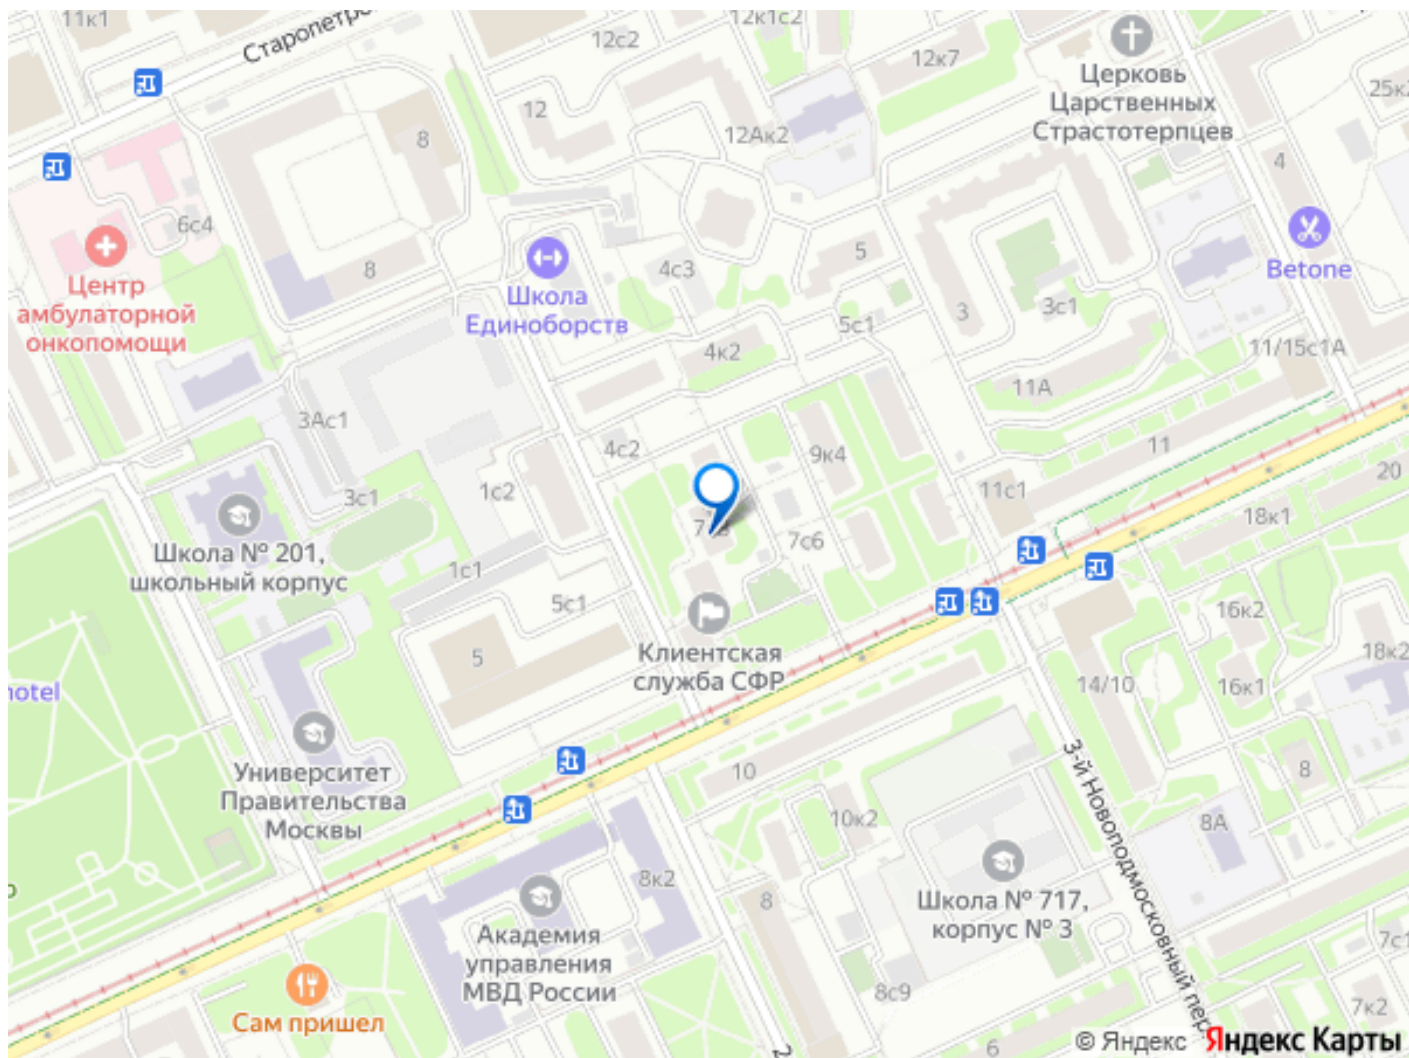 11к1
Старопетро
12с2
12к1с2
12к7
Церковь
Царственных
Страстотерпцев
25к2
12
8
12Ак2
4
6с4
Центр
амбулаторной
онкопомощи
8
Школа
Единоборств
4с3
5
3
3с1
Betone
5с1
4к2
11/15с1А
11А
3Ас1
4с2
9к4
11
20
3с1
1с2
11с1
18к1
Школа № 201,
школьный корпус
7с6
1с1
5с1
16к2
Клиентская
служба СФР
5
18к2
hotel
14/10
16к1
Университет
Правительства
Москвы
10
8
3-й Новоподмосковный пер
10к2
8А
8к2
8
Школа № 717,
корпус № 3
Академия
управления
МВД России
7с1
8с9
7к2
Сам пришел
6
2
© Яндекс Яндекс Карты